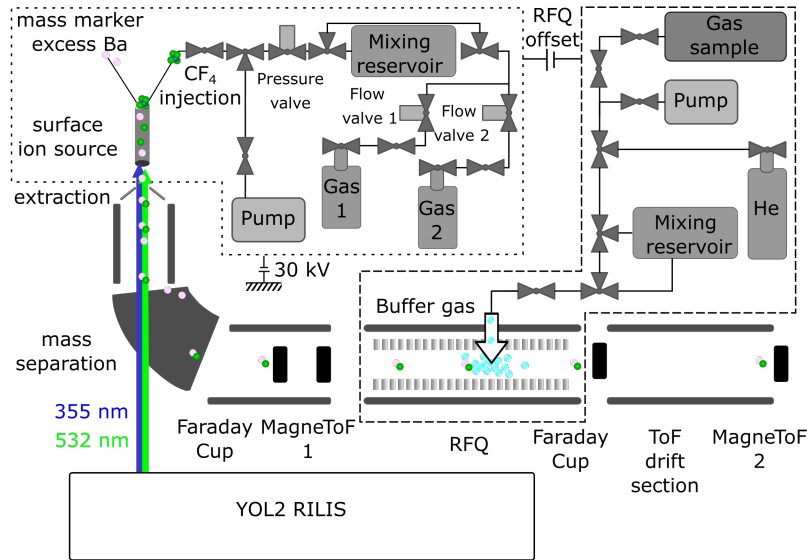 mass marker
excess Ba
CF₄
injection
surface
ion source
extraction
Pressure
valve
Mixing
reservoir
Flow
valve 1
Flow
valve 2
Gas
1
Gas
2
Pump
30 kV
RFQ
offset
Gas
sample
Pump
He
Mixing
reservoir
Buffer gas
mass
separation
355 nm
532 nm
Faraday
Cup
MagneToF
1
RFQ
Faraday
Cup
ToF
drift
section
MagneToF
2
YOL2 RILIS